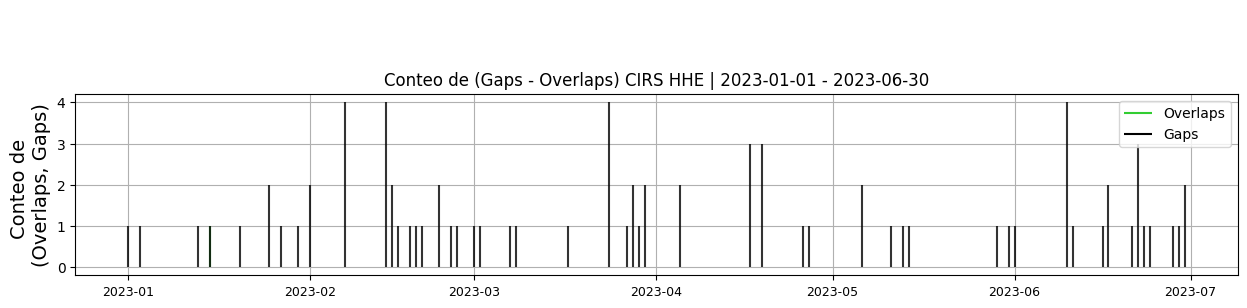 Conteo de (Gaps - Overlaps) CIRS HHE | 2023-01-01 - 2023-06-30
Conteo de
(Overlaps, Gaps)
4
3
2
1
0
Overlaps
Gaps
2023-01
2023-02
2023-03
2023-04
2023-05
2023-06
2023-07